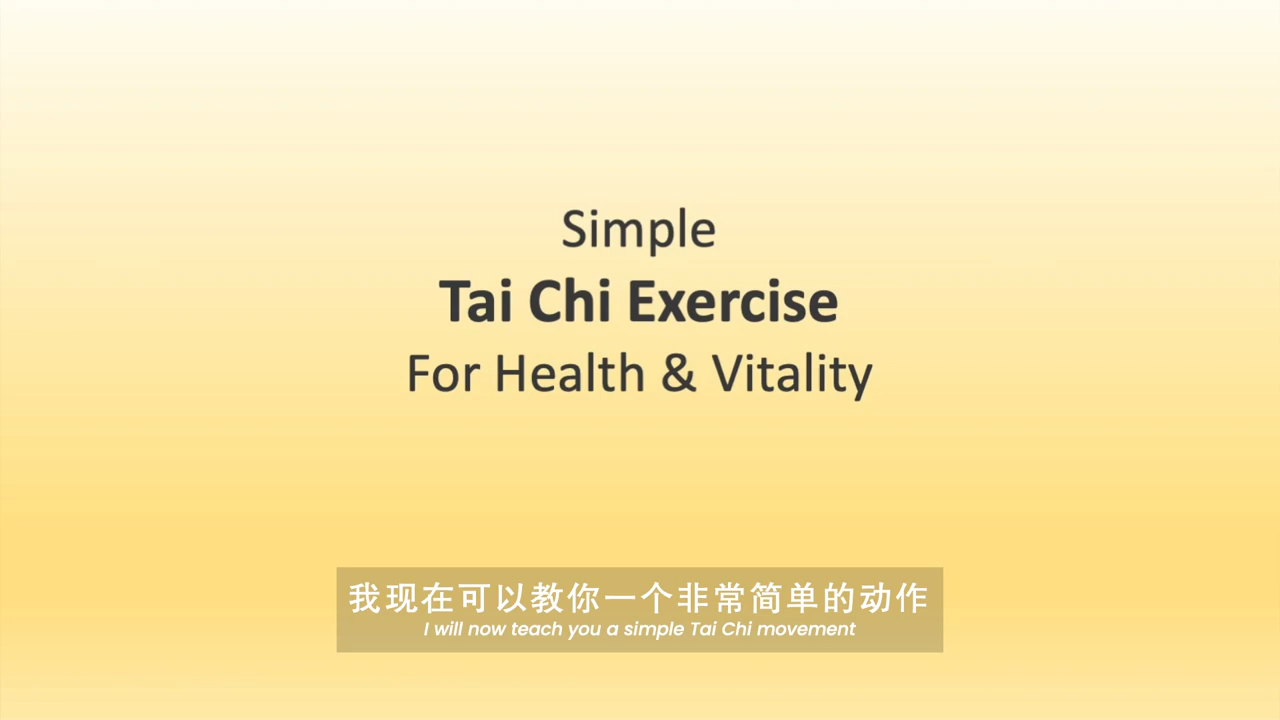 Simple
Tai Chi Exercise
For Health & Vitality
我现在可以教你一个非常简单的动作
I will now teach you a simple Tai Chi movement